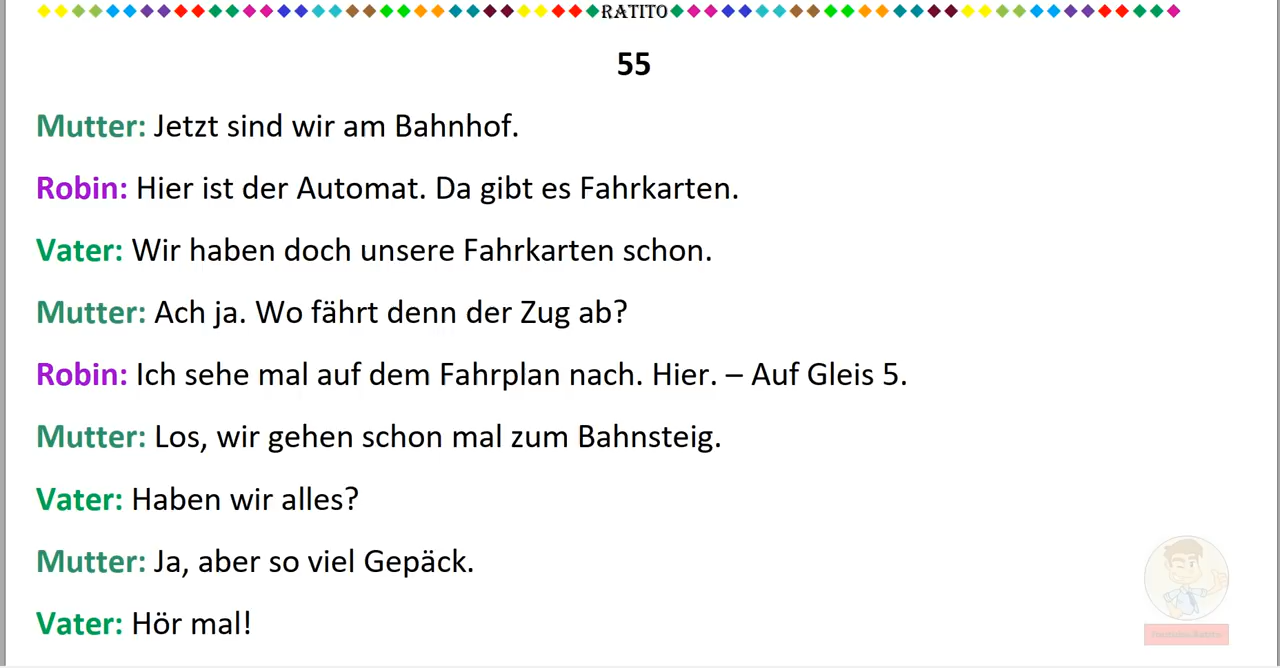 RATITO
55
Mutter: Jetzt sind wir am Bahnhof.
Robin: Hier ist der Automat. Da gibt es Fahrkarten.
Vater: Wir haben doch unsere Fahrkarten schon.
Mutter: Ach ja. Wo fährt denn der Zug ab?
Robin: Ich sehe mal auf dem Fahrplan nach. Hier. – Auf Gleis 5.
Mutter: Los, wir gehen schon mal zum Bahnsteig.
Vater: Haben wir alles?
Mutter: Ja, aber so viel Gepäck.
Vater: Hör mal!